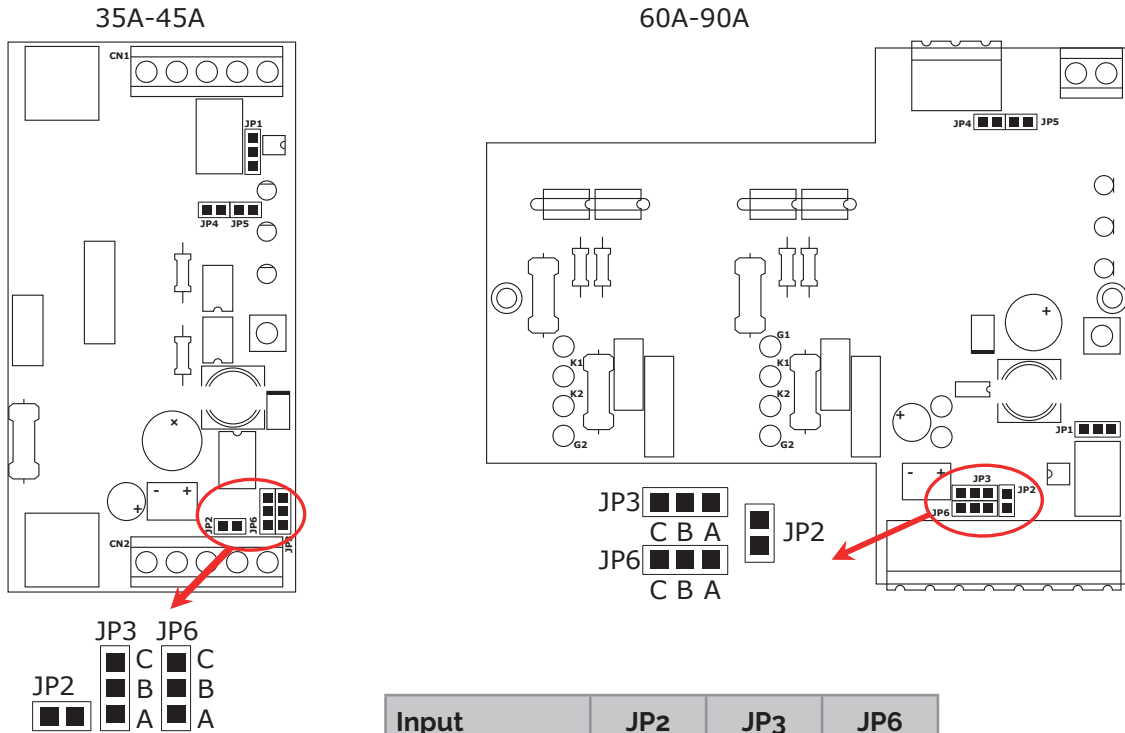 35A-45A
CN1
JP1
JP4 JP5
+
- +
+
JP2
JP6
JP3
CN2
JP3 JP6
C C
B B
A A
JP2
60A-90A
JP4 JP5
G1
K1 K1
K2 K2
G2 G2
+
JP1
+
- +
JP3
JP2
JP6
JP3
C B A
JP2
JP6
C B A
Input JP2 JP3 JP6